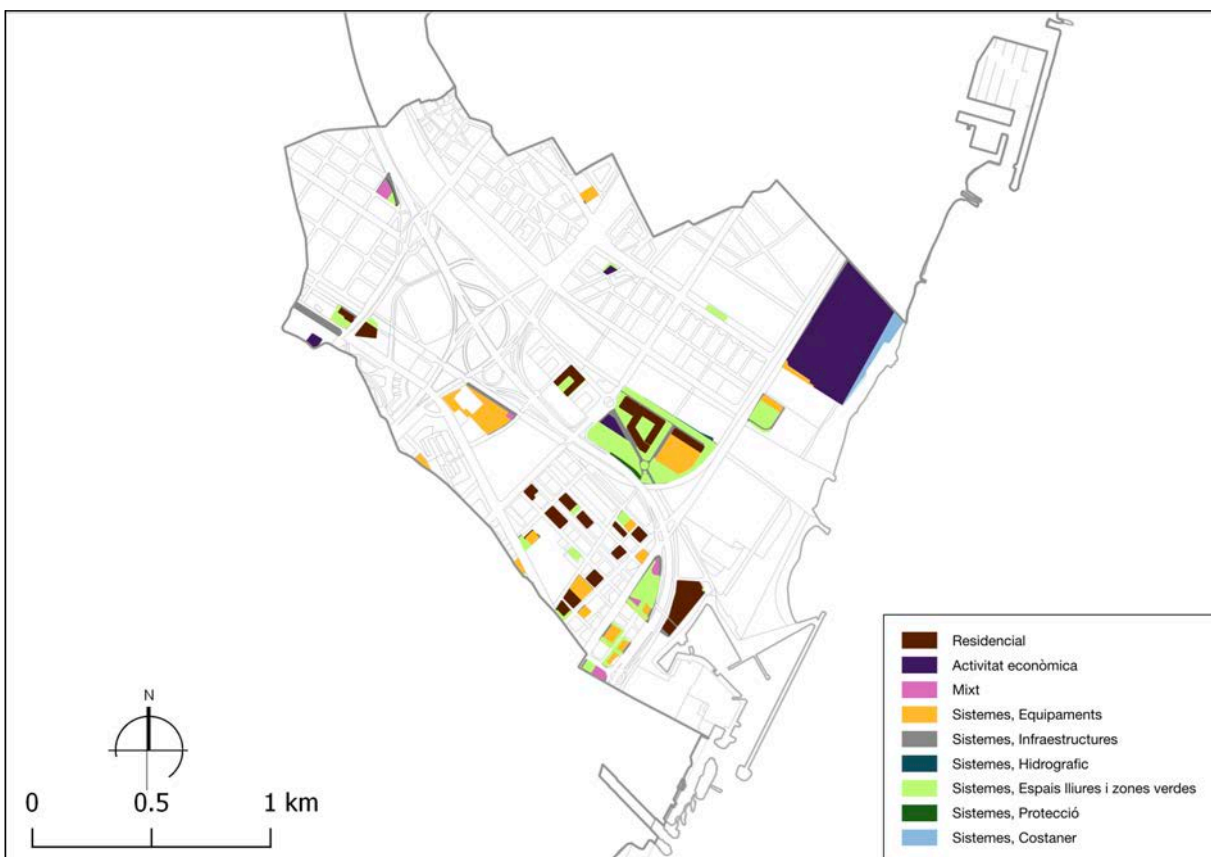 N
0 0.5 1 km
Residencial
Activitat econòmica
Mixt
Sistemes, Equipaments
Sistemes, Infraestructures
Sistemes, Hidrografic
Sistemes, Espais lliures i zones verdes
Sistemes, Protecció
Sistemes, Costaner